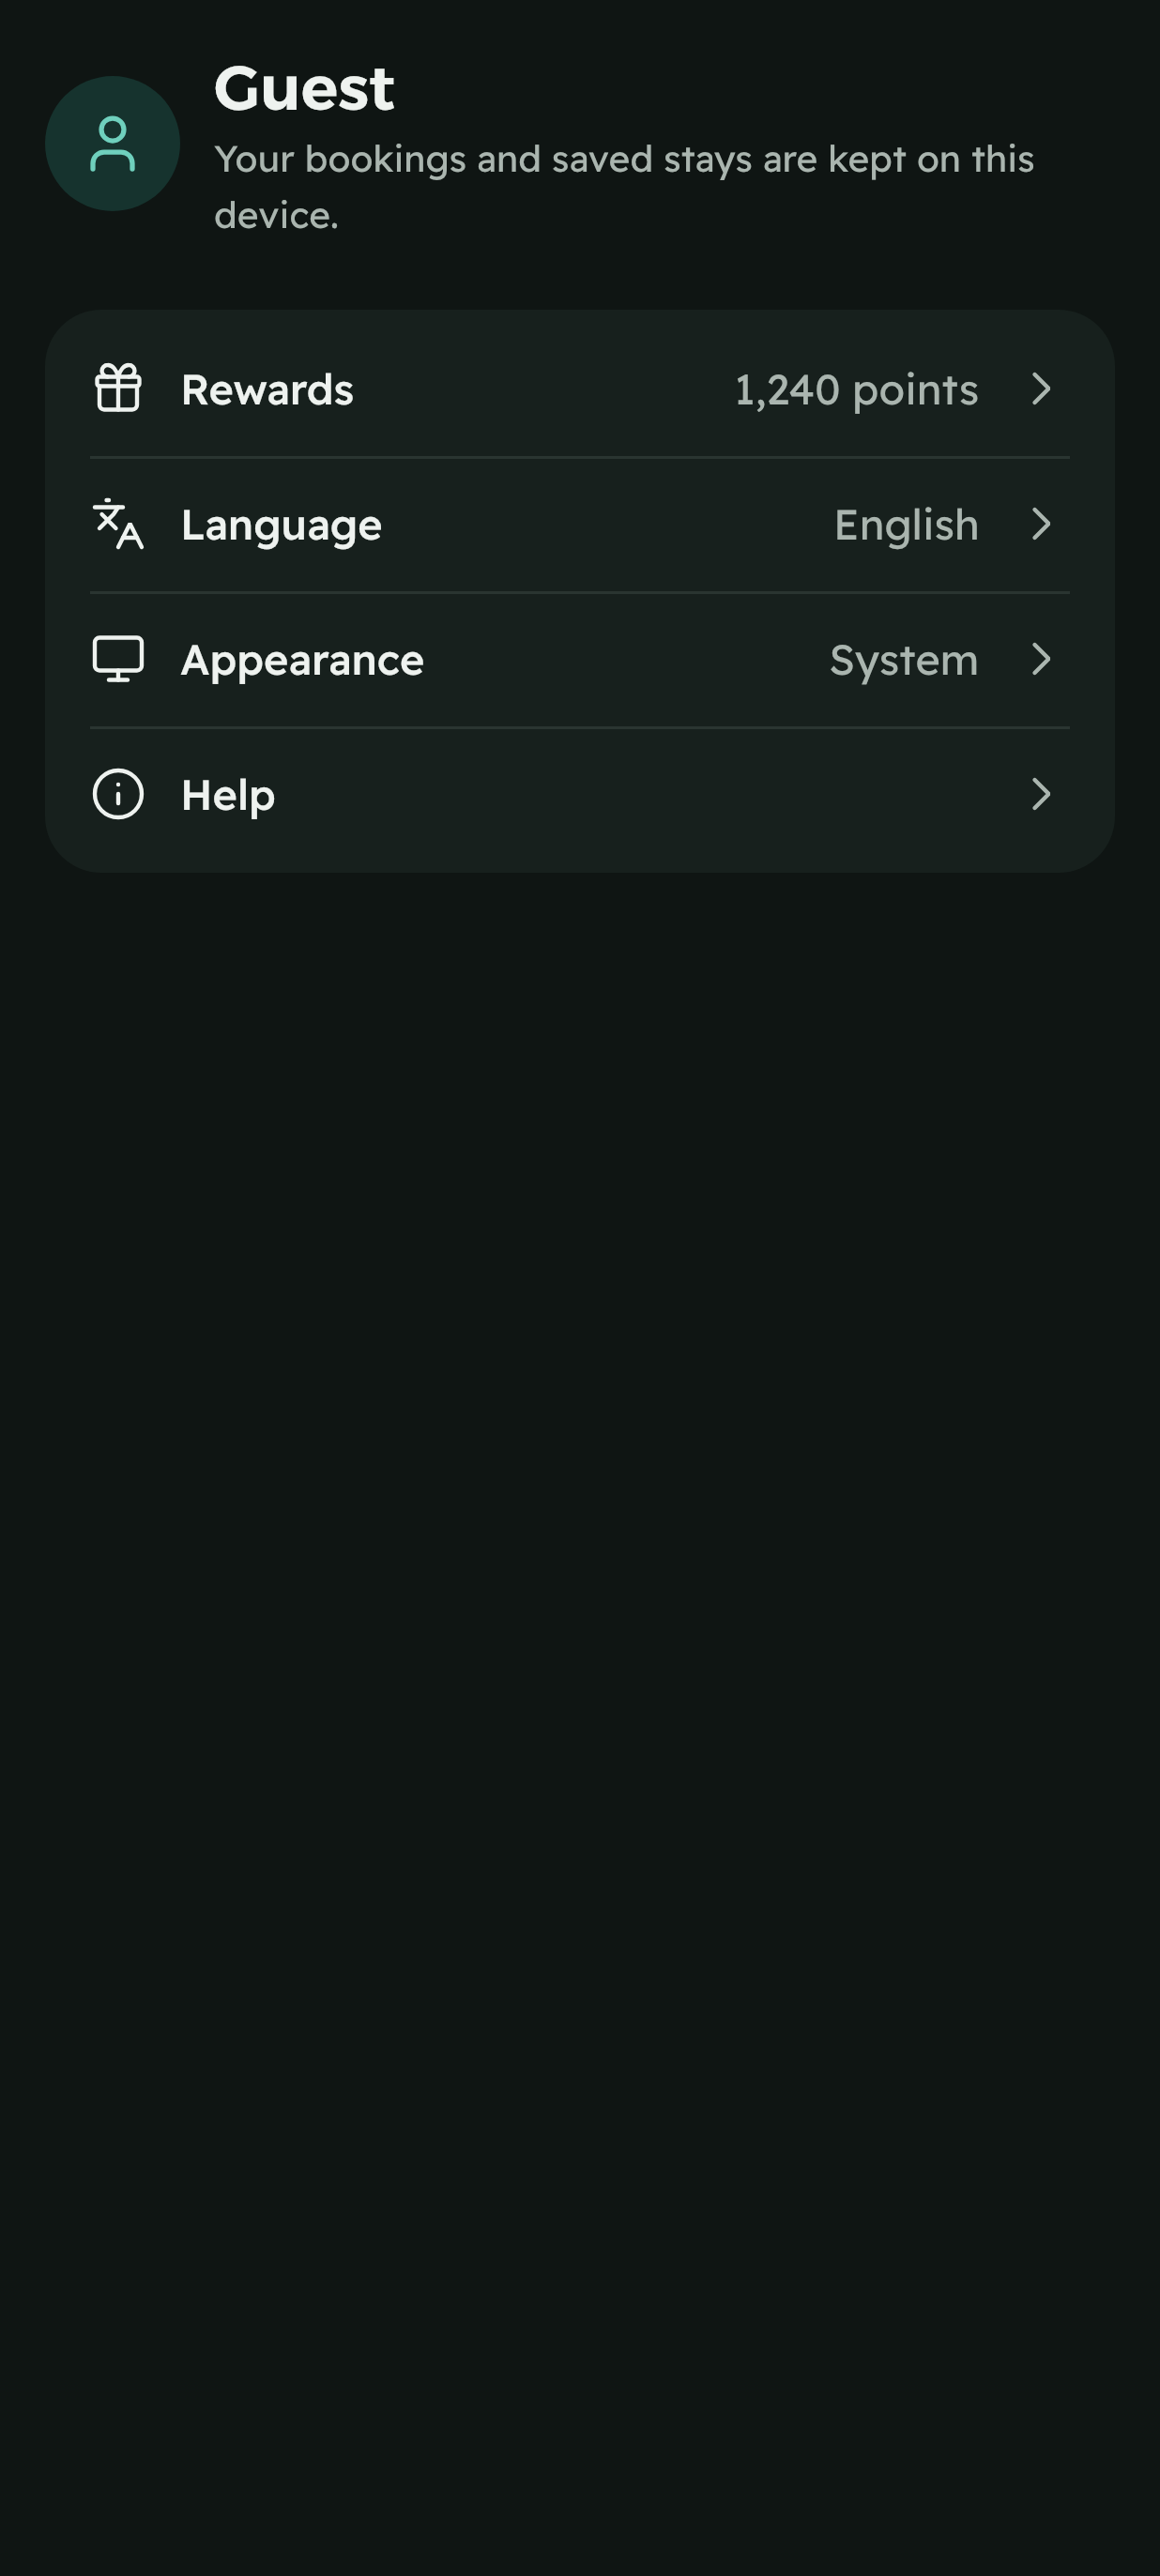 Guest
Your bookings and saved stays are kept on this
device.
Rewards 1,240 points
Language English
Appearance System
Help